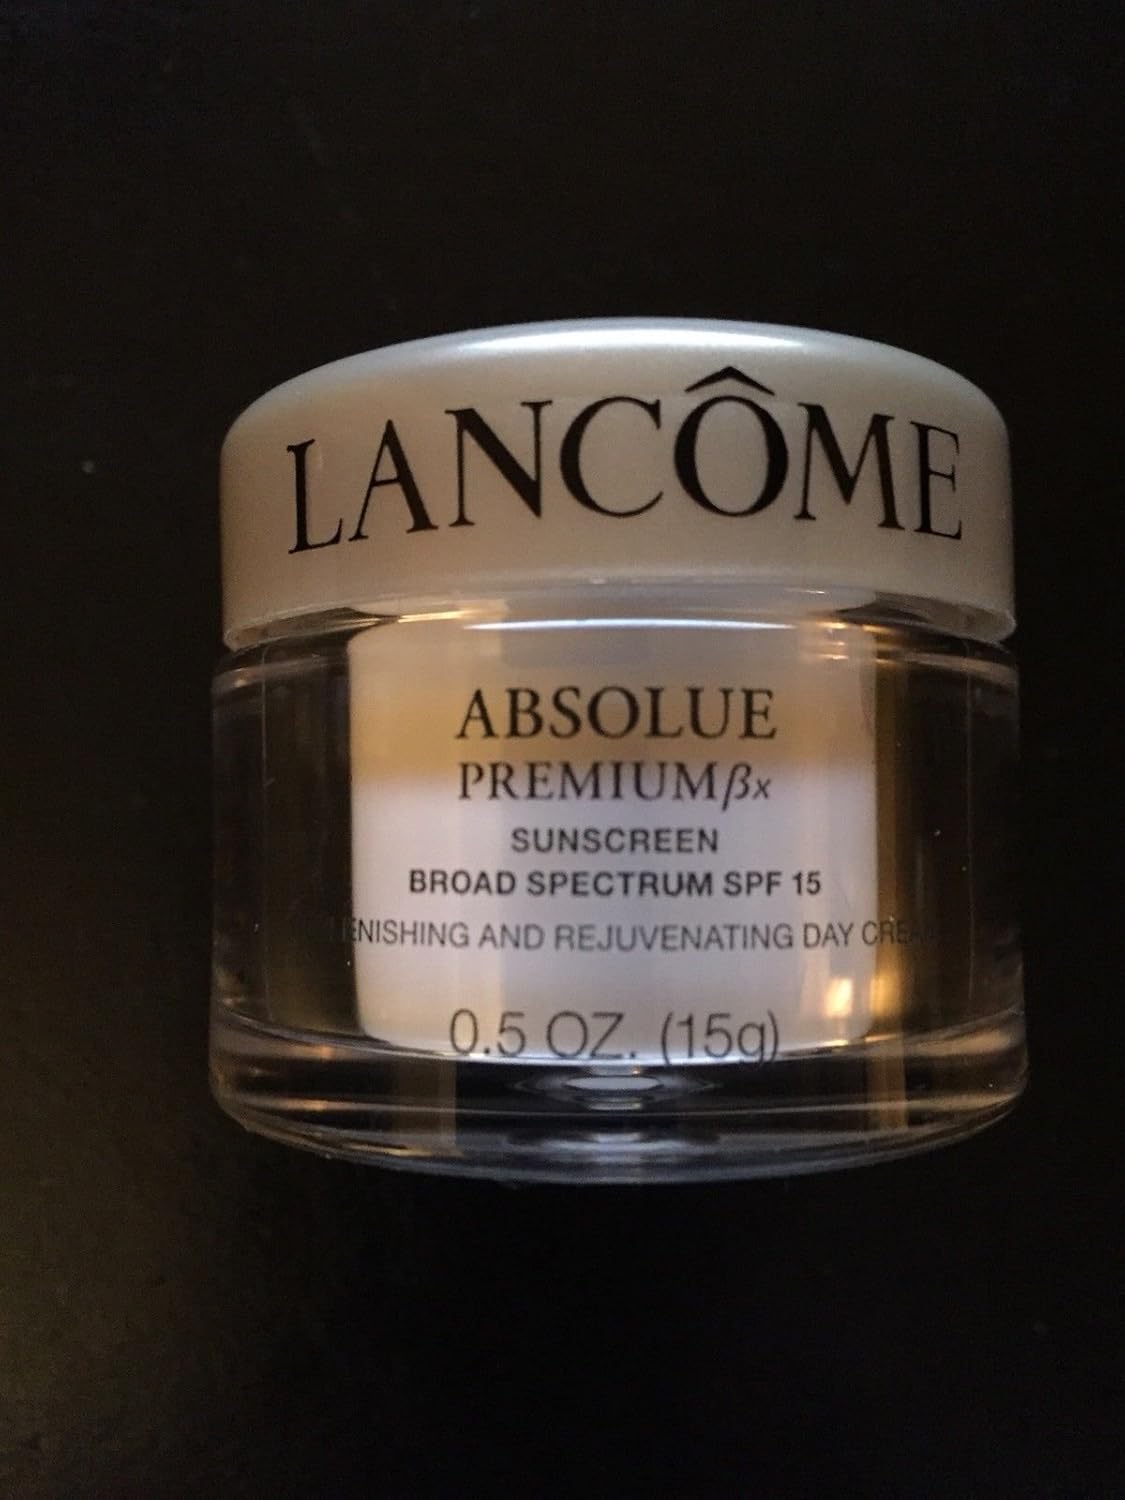 LANCÔME
ABSOLUE
PREMIUMβx
SUNSCREEN
BROAD SPECTRUM SPF 15
AND REJUVENATING DAY
0.5 OZ. (15g)